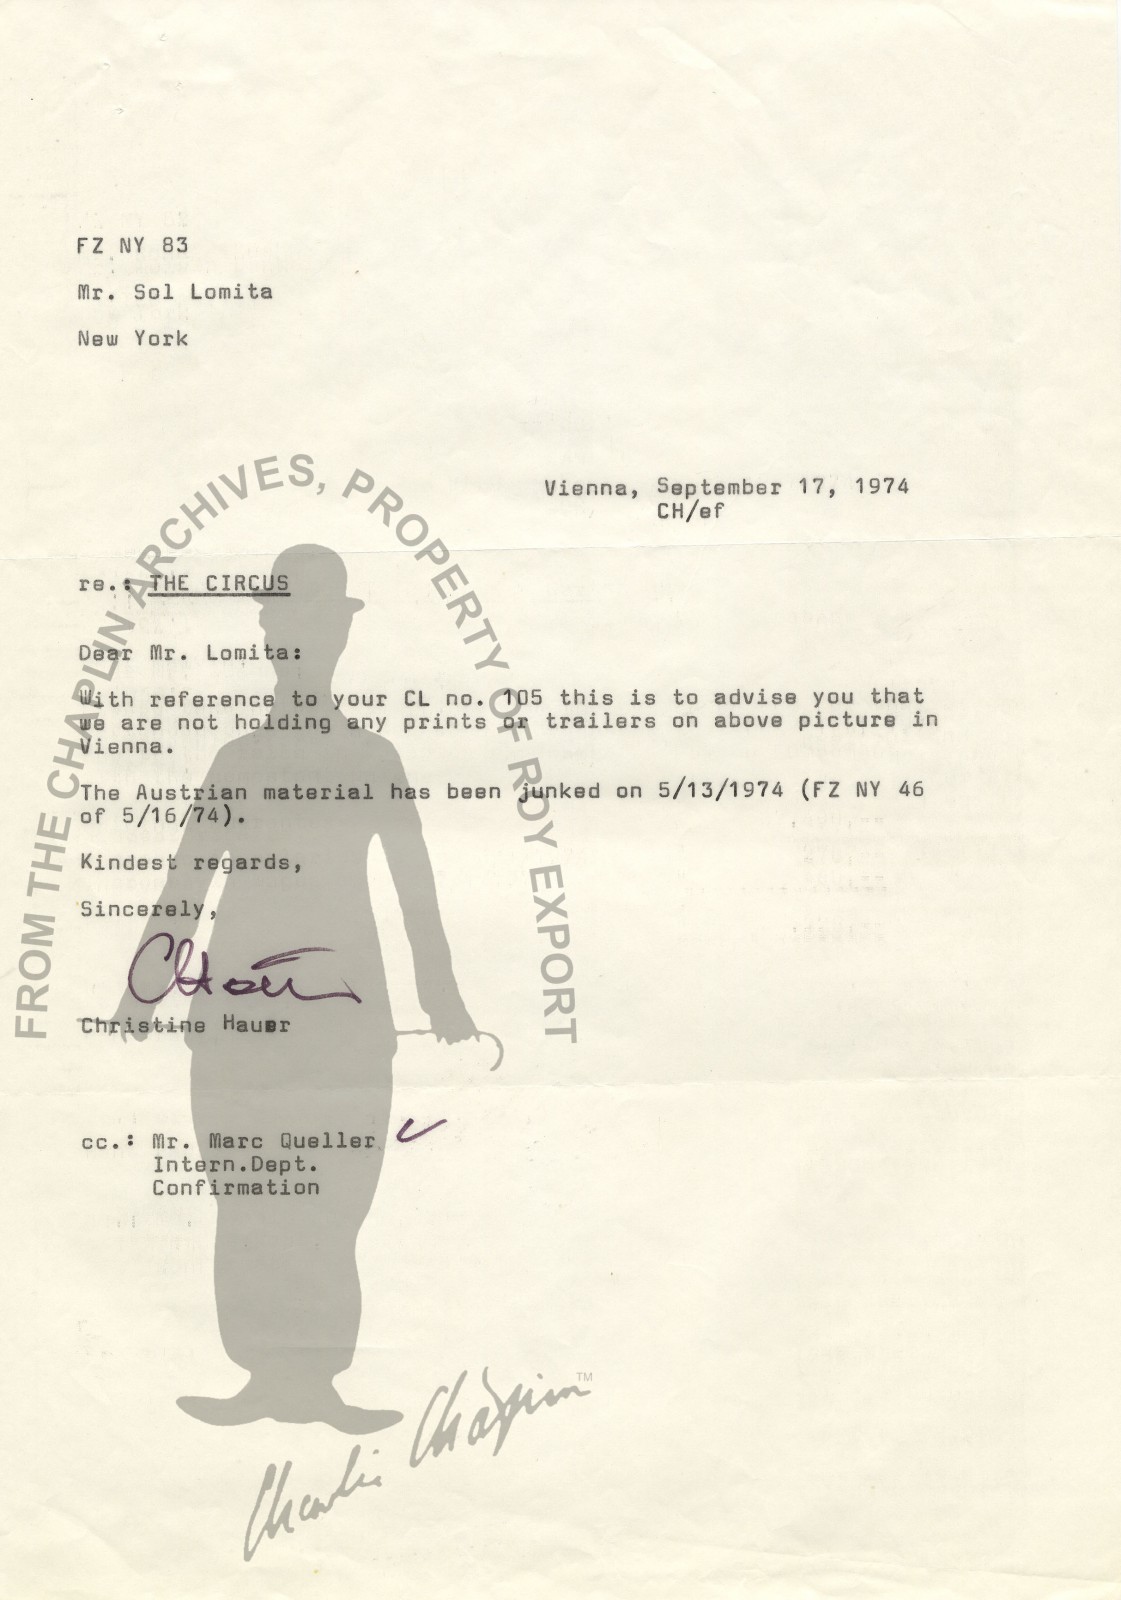 FZ NY 83
Mr. Sol Lomita
New York
Vienna, September 17, 1974
CH/ef
re.: THE CIRCUS
Dear Mr. Lomita:
With reference to your CL no. 105 this is to advise you that
we are not holding any prints or trailers on above picture in
Vienna.
The Austrian material has been junked on 5/13/1974 (FZ NY 46
of 5/16/74).
Kindest regards,
Sincerely,
Christine Hauer
cc.: Mr. Marc Queller
Intern.Dept.
Confirmation
FROM THE CHAPLIN ARCHIVES, PROPERTY OF ROY EXPORT
Charlie Chaplin TM